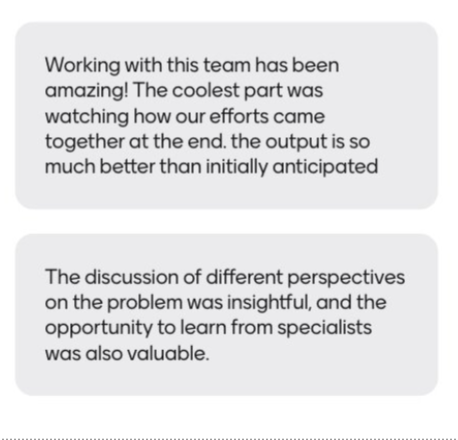 Working with this team has been
amazing! The coolest part was
watching how our efforts came
together at the end. the output is so
much better than initially anticipated
The discussion of different perspectives
on the problem was insightful, and the
opportunity to learn from specialists
was also valuable.